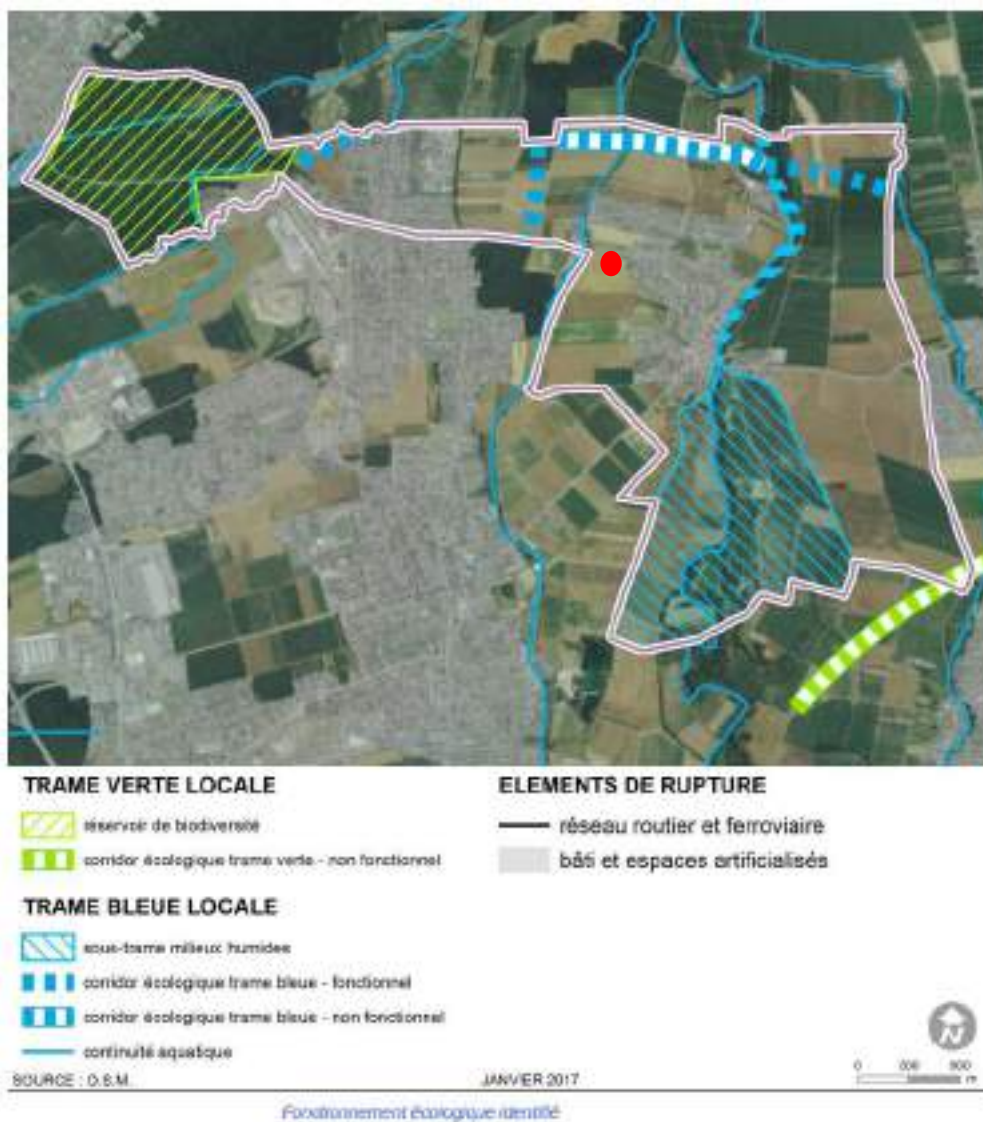 TRAME VERTE LOCALE
réservoir de biodiversité
corridor écologique trame verte - non fonctionnel
TRAME BLEUE LOCALE
sous-trame milieux humides
corridor écologique trame bleue - fonctionnel
corridor écologique trame bleue - non fonctionnel
continuité aquatique
ELEMENTS DE RUPTURE
réseau routier et ferroviaire
bâti et espaces artificialisés
N
0
m
SOURCE : D.S.M.
JANVIER 2017
Fonctionnement écologique identifié